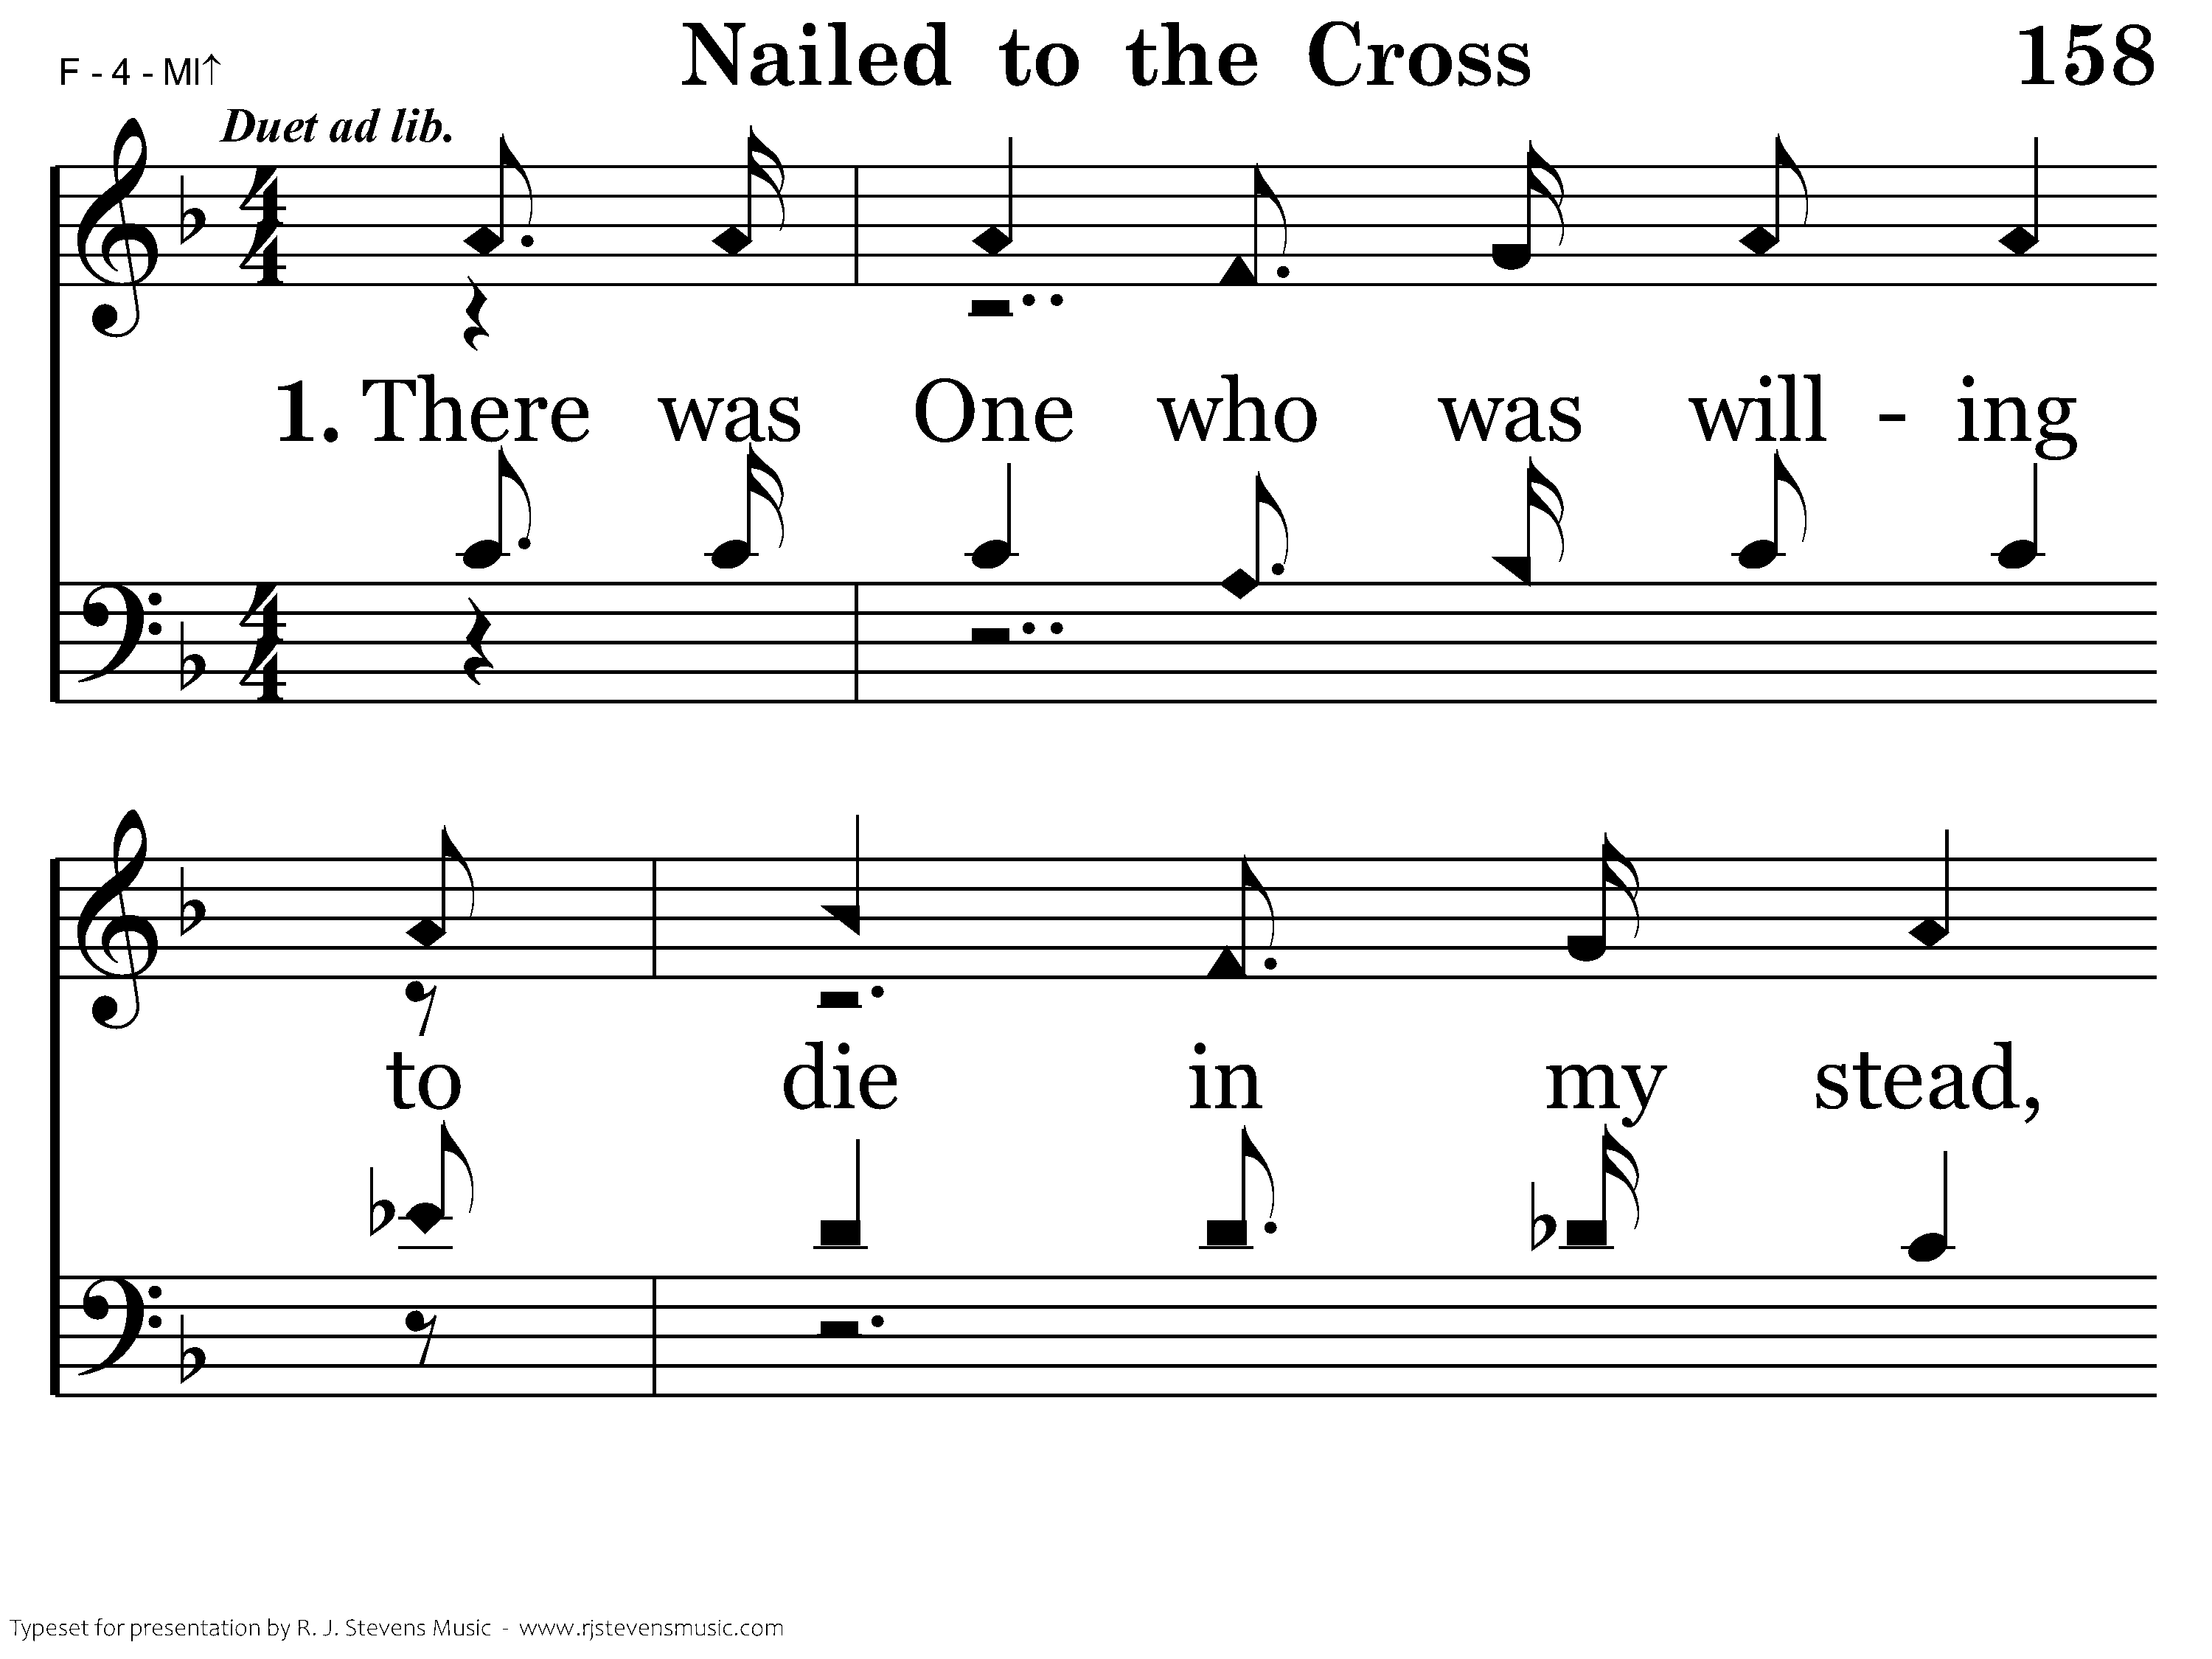 Nailed to the Cross 158
F - 4 - MI↑
Duet ad lib.
1. There was One who was will - ing
to die in my stead,
Typeset for presentation by R. J. Stevens Music - www.rjstevensmusic.com